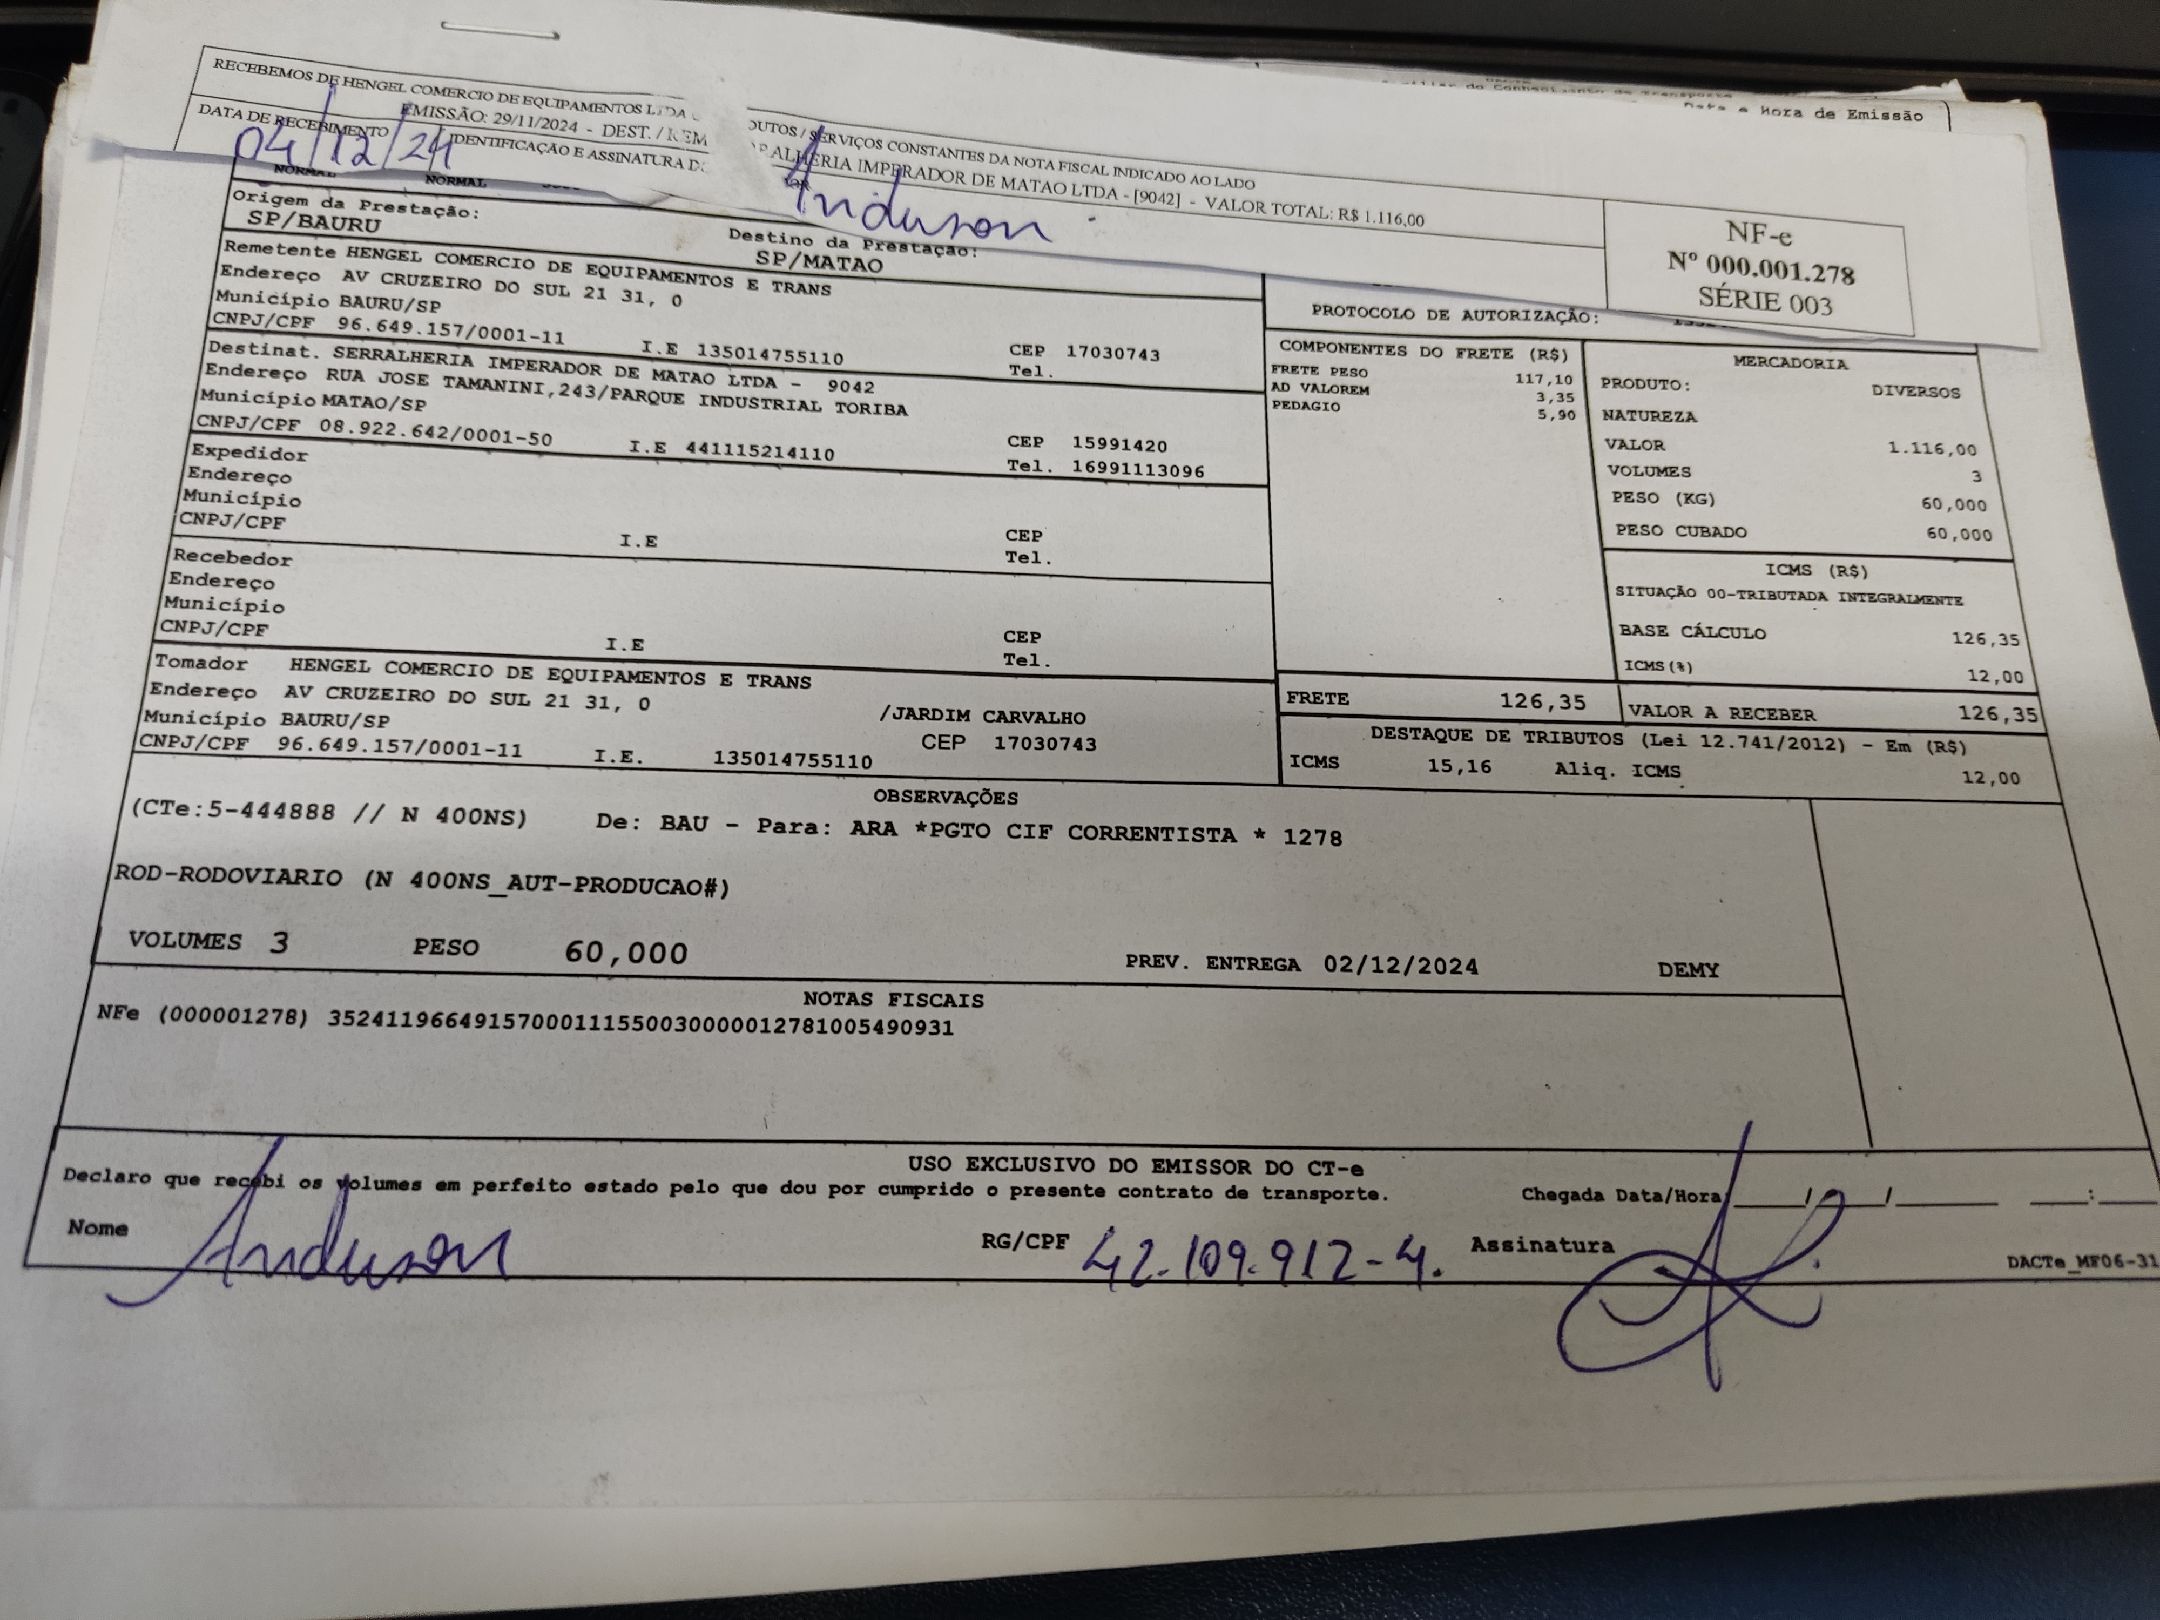 Data e Hora de Emissão
RECEBEMOS DE HENGEL COMERCIO DE EQUIPAMENTOS LTDA
DUTOS / SERVIÇOS CONSTANTES DA NOTA FISCAL INDICADO AO LADO
EMISSÃO: 29/11/2024 - DEST. / REM
RALHERIA IMPERADOR DE MATAO LTDA - [9042] - VALOR TOTAL: R$ 1.116,00
DATA DE RECEBIMENTO
IDENTIFICAÇÃO E ASSINATURA D
04/12/24
Anderson
NF-e
Nº 000.001.278
SÉRIE 003
NORMAL NORMAL
Origem da Prestação:
SP/BAURU
Destino da Prestação:
SP/MATAO
Remetente HENGEL COMERCIO DE EQUIPAMENTOS E TRANS
Endereço AV CRUZEIRO DO SUL 21 31, 0
Município BAURU/SP
CNPJ/CPF 96.649.157/0001-11 I.E 135014755110 CEP 17030743
Tel.
Destinat. SERRALHERIA IMPERADOR DE MATAO LTDA - 9042
Endereço RUA JOSE TAMANINI,243/PARQUE INDUSTRIAL TORIBA
Município MATAO/SP
CNPJ/CPF 08.922.642/0001-50 I.E 441115214110 CEP 15991420
Tel. 16991113096
Expedidor
Endereço
Município
CNPJ/CPF I.E CEP
Tel.
Recebedor
Endereço
Município
CNPJ/CPF I.E CEP
Tel.
Tomador HENGEL COMERCIO DE EQUIPAMENTOS E TRANS
Endereço AV CRUZEIRO DO SUL 21 31, 0 /JARDIM CARVALHO
Município BAURU/SP CEP 17030743
CNPJ/CPF 96.649.157/0001-11 I.E. 135014755110
PROTOCOLO DE AUTORIZAÇÃO:
COMPONENTES DO FRETE (R$)
FRETE PESO 117,10
AD VALOREM 3,35
PEDAGIO 5,90
MERCADORIA
PRODUTO: DIVERSOS
NATUREZA
VALOR 1.116,00
VOLUMES 3
PESO (KG) 60,000
PESO CUBADO 60,000
ICMS (R$)
SITUAÇÃO 00-TRIBUTADA INTEGRALMENTE
BASE CÁLCULO 126,35
ICMS(%) 12,00
FRETE 126,35 VALOR A RECEBER 126,35
DESTAQUE DE TRIBUTOS (Lei 12.741/2012) - Em (R$)
ICMS 15,16 Aliq. ICMS 12,00
OBSERVAÇÕES
(CTe:5-444888 // N 400NS) De: BAU - Para: ARA *PGTO CIF CORRENTISTA * 1278
ROD-RODOVIARIO (N 400NS_AUT-PRODUCAO#)
VOLUMES 3 PESO 60,000 PREV. ENTREGA 02/12/2024 DEMY
NOTAS FISCAIS
NFe (000001278) 35241196649157000111550030000012781005490931
USO EXCLUSIVO DO EMISSOR DO CT-e
Declaro que recebi os volumes em perfeito estado pelo que dou por cumprido o presente contrato de transporte.
Chegada Data/Hora ____/____/______ ___:___
Nome Anderson RG/CPF 42.109.912-4. Assinatura
DACTe_MF06-31